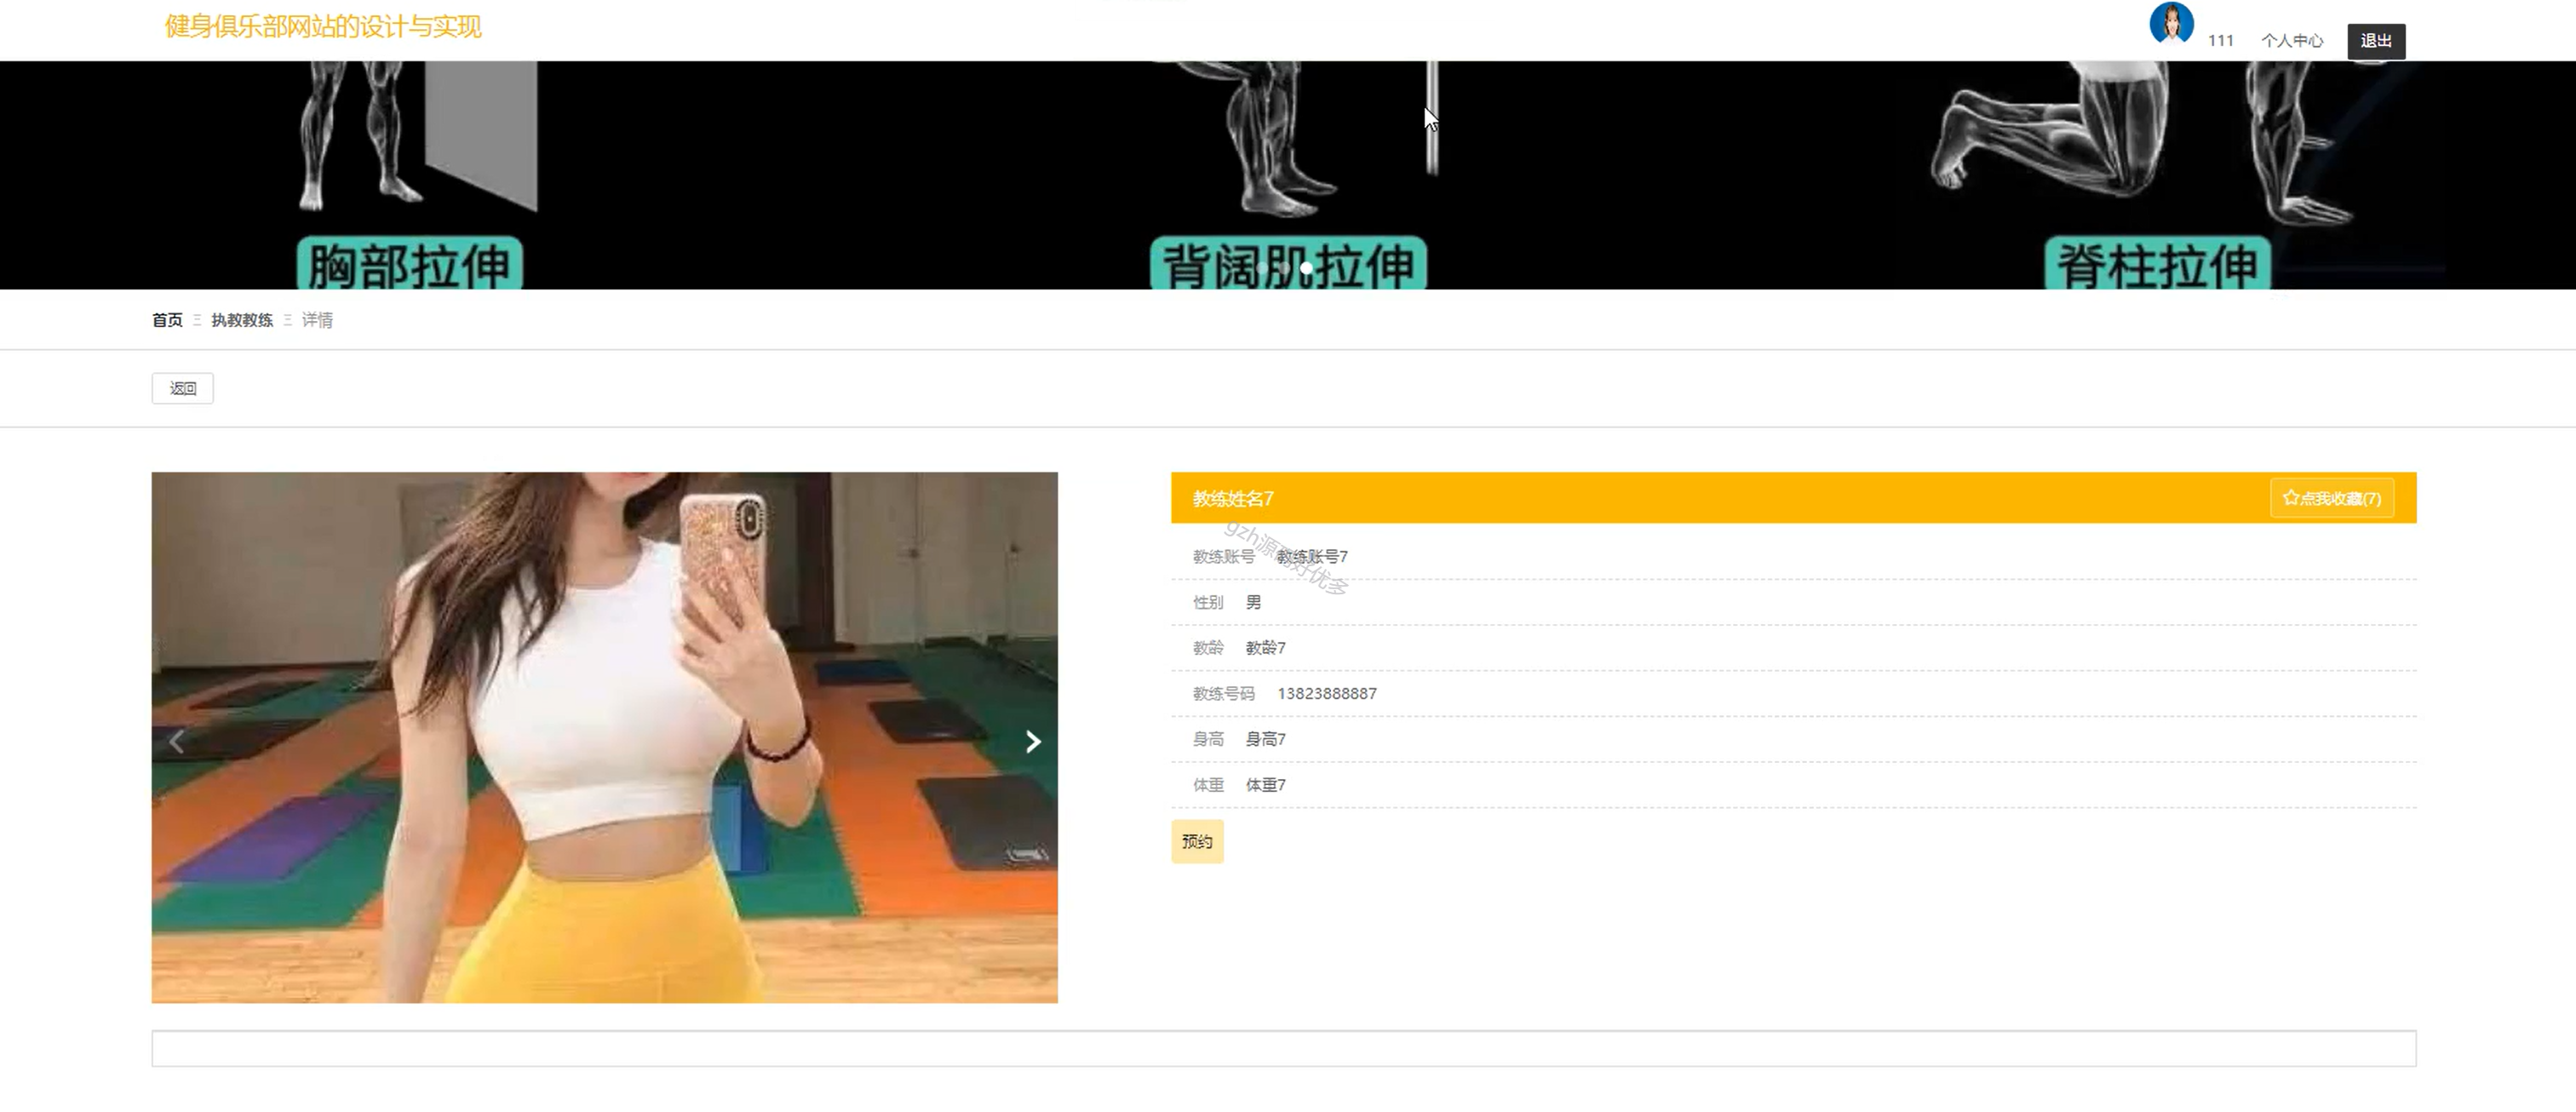 健身俱乐部网站的设计与实现
111 个人中心 退出
胸部拉伸 背阔肌拉伸 脊柱拉伸
首页 执教教练 详情
返回
教练姓名7 点我收藏(7)
gzh源码好优多
教练账号 教练账号7
性别 男
教龄 教龄7
教练号码 13823888887
身高 身高7
体重 体重7
预约